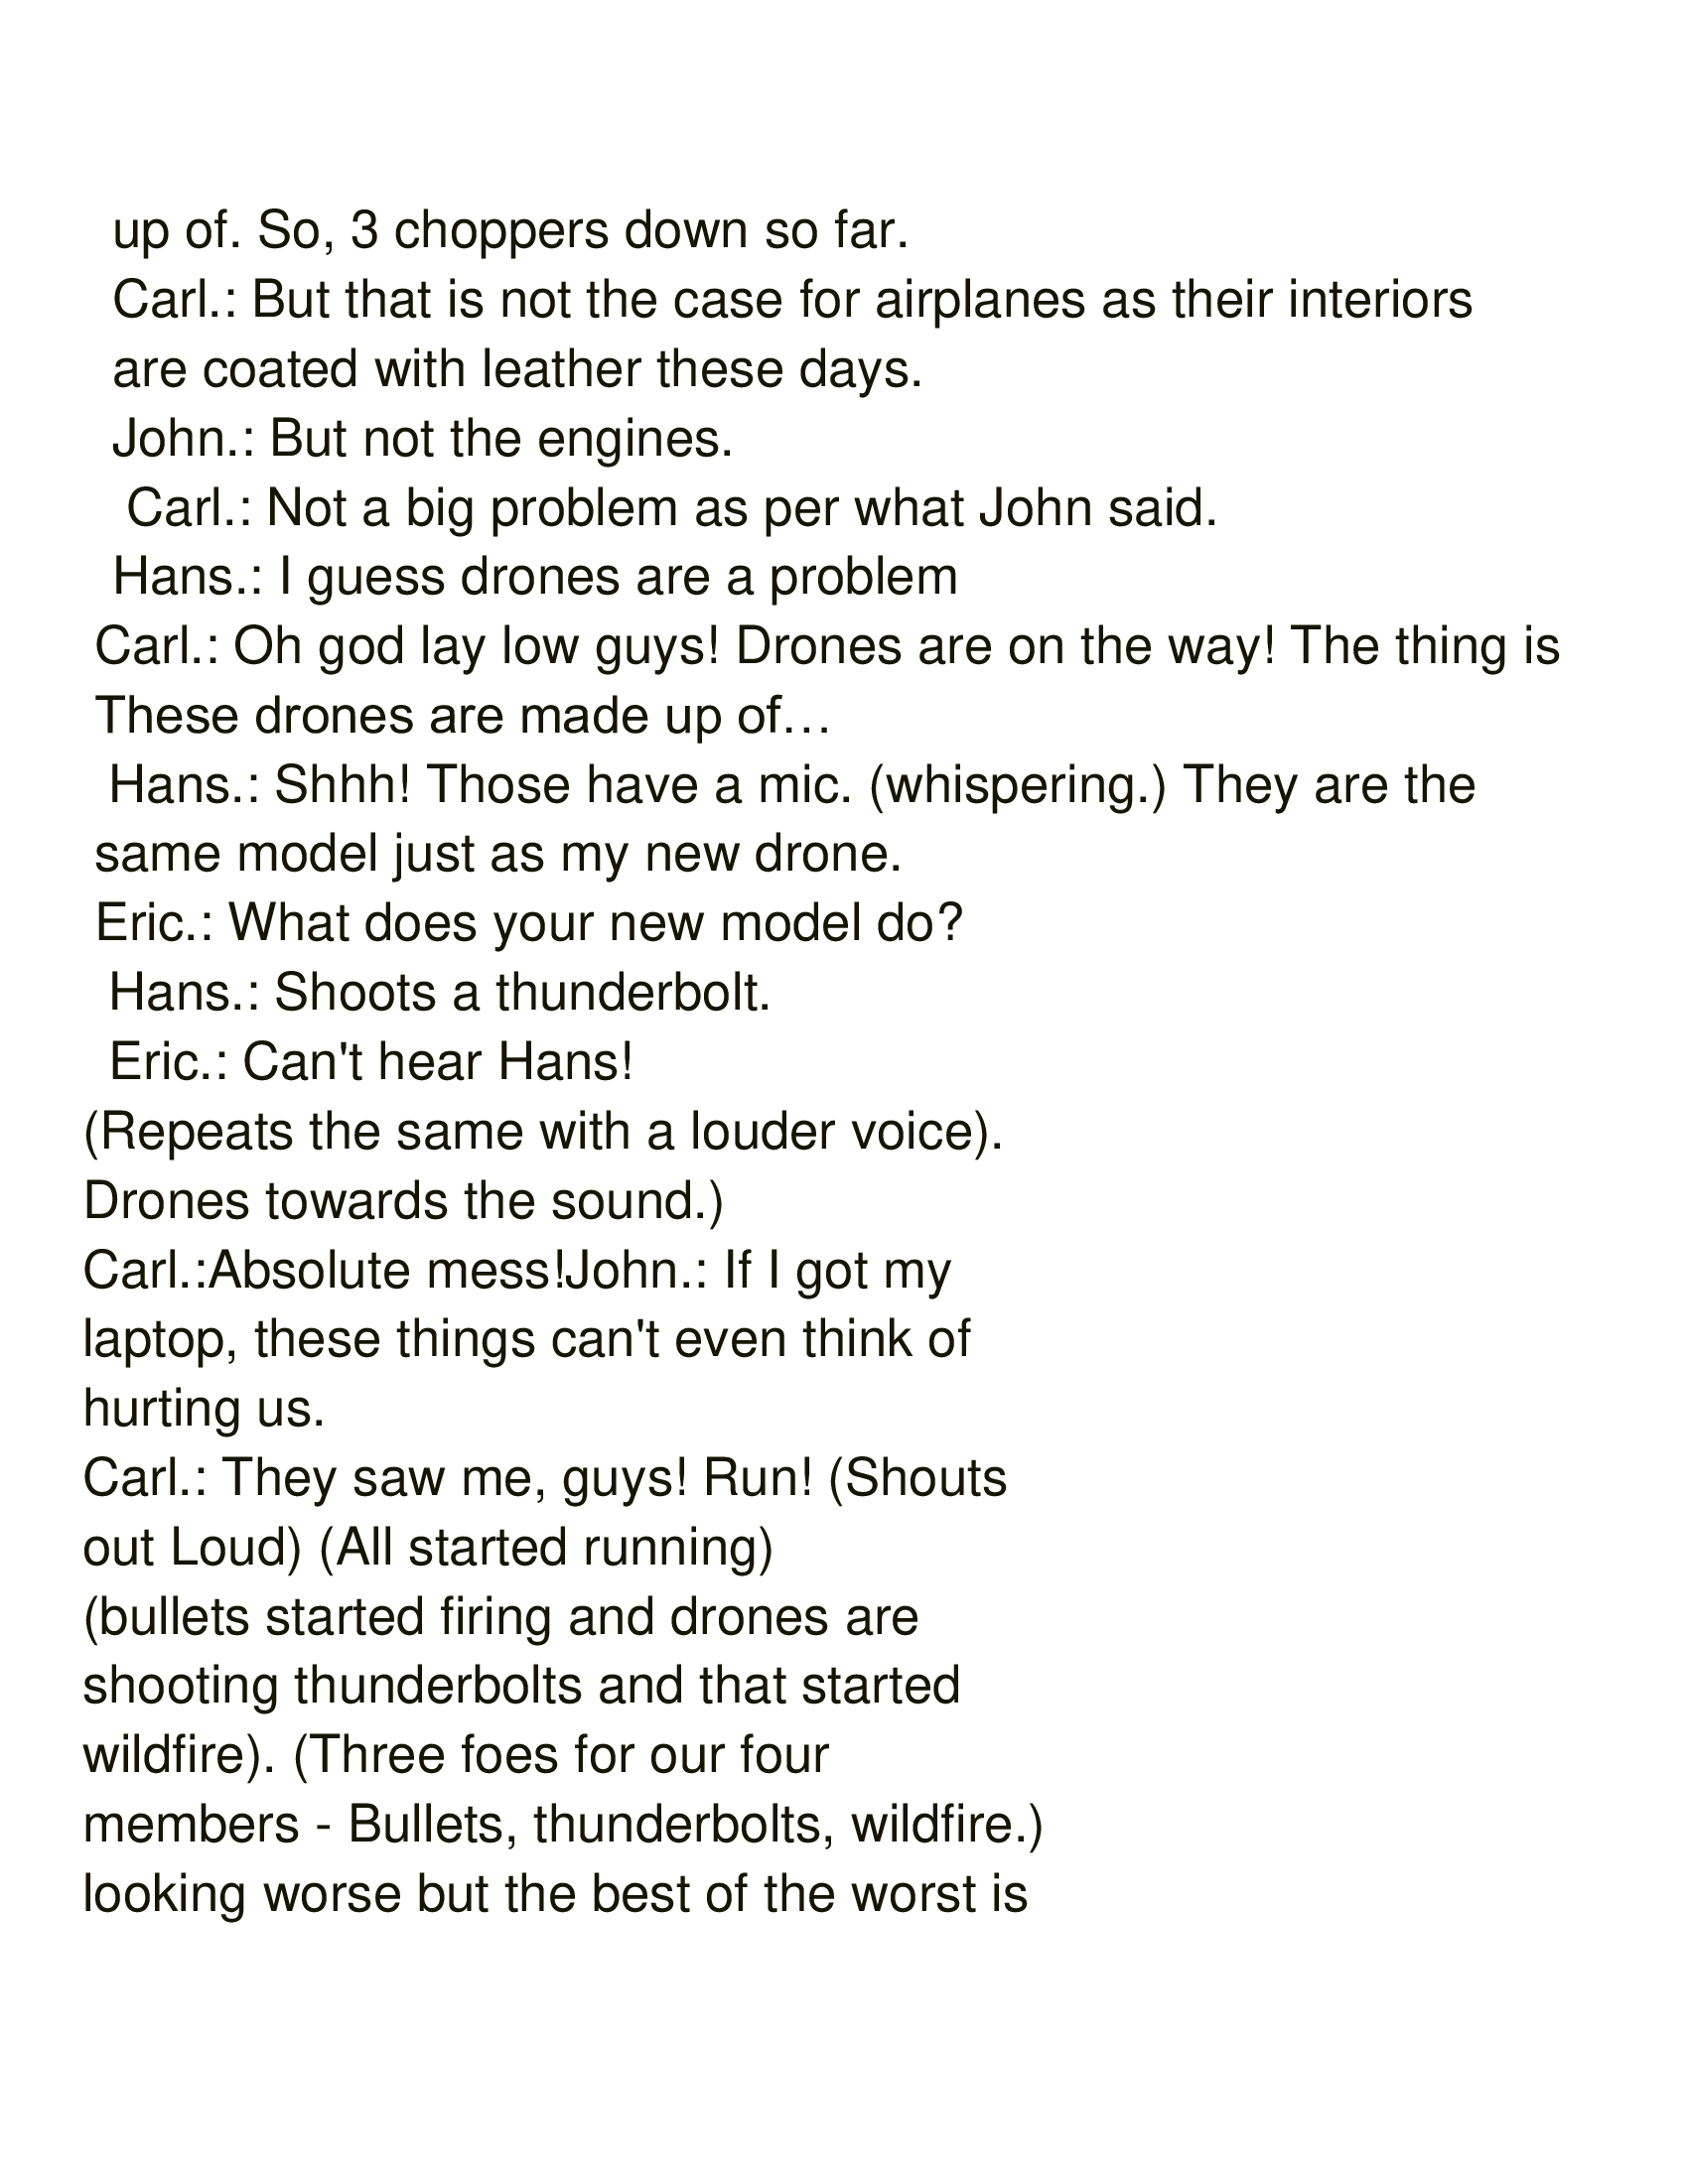 up of. So, 3 choppers down so far.
Carl.: But that is not the case for airplanes as their interiors
are coated with leather these days.
John.: But not the engines.
Carl.: Not a big problem as per what John said.
Hans.: I guess drones are a problem
Carl.: Oh god lay low guys! Drones are on the way! The thing is
These drones are made up of…
Hans.: Shhh! Those have a mic. (whispering.) They are the
same model just as my new drone.
Eric.: What does your new model do?
Hans.: Shoots a thunderbolt.
Eric.: Can't hear Hans!
(Repeats the same with a louder voice).
Drones towards the sound.)
Carl.:Absolute mess!John.: If I got my
laptop, these things can't even think of
hurting us.
Carl.: They saw me, guys! Run! (Shouts
out Loud) (All started running)
(bullets started firing and drones are
shooting thunderbolts and that started
wildfire). (Three foes for our four
members - Bullets, thunderbolts, wildfire.)
looking worse but the best of the worst is